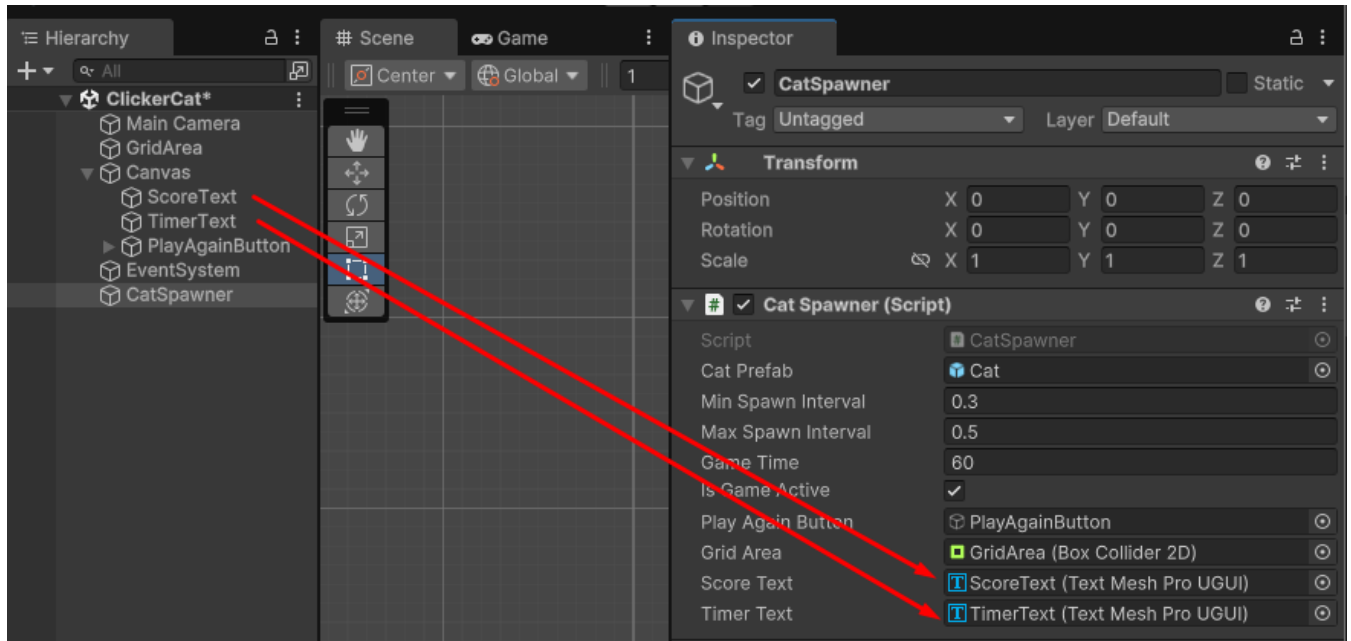 Hierarchy
All
ClickerCat*
Main Camera
GridArea
Canvas
ScoreText
TimerText
PlayAgainButton
EventSystem
CatSpawner
# Scene
Game
Center
Global
1
Inspector
CatSpawner
Static
Tag Untagged
Layer Default
Transform
Position X 0 Y 0 Z 0
Rotation X 0 Y 0 Z 0
Scale X 1 Y 1 Z 1
# Cat Spawner (Script)
Script CatSpawner
Cat Prefab Cat
Min Spawn Interval 0.3
Max Spawn Interval 0.5
Game Time 60
Is Game Active
Play Again Button PlayAgainButton
Grid Area GridArea (Box Collider 2D)
Score Text ScoreText (Text Mesh Pro UGUI)
Timer Text TimerText (Text Mesh Pro UGUI)